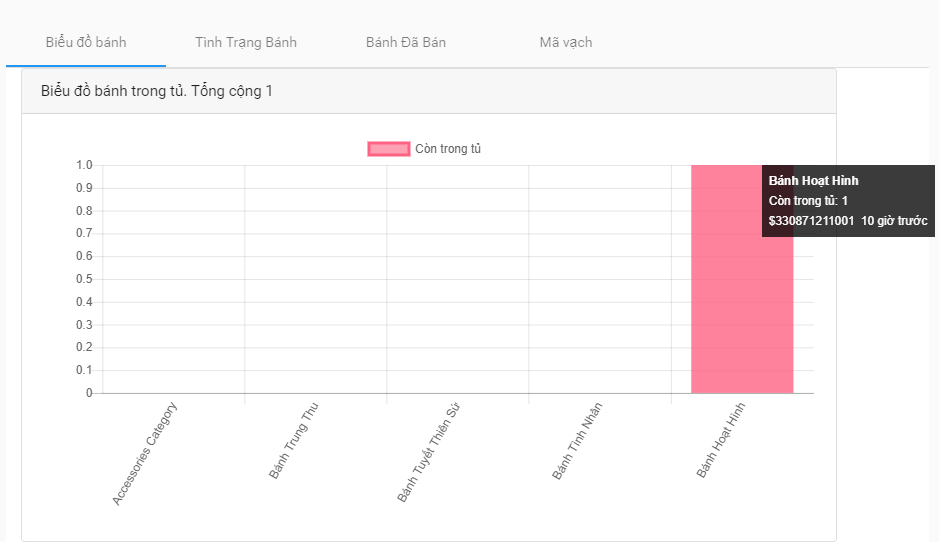 Biểu đồ bánh
Tình Trạng Bánh
Bánh Đã Bán
Mã vạch
Biểu đồ bánh trong tủ. Tổng cộng 1
Còn trong tủ
1.0
0.9
0.8
0.7
0.6
0.5
0.4
0.3
0.2
0.1
0
Bánh Hoạt Hình
Còn trong tủ: 1
$330871211001 10 giờ trước
Accessories Category
Bánh Trung Thu
Bánh Tuyết Thiên Sứ
Bánh Tình Nhân
Bánh Hoạt Hình